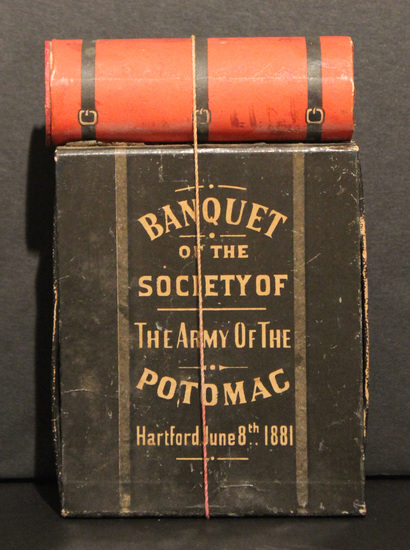 BANQUET
OF THE
SOCIETY OF
THE ARMY OF THE
POTOMAC
Hartford June 8th. 1881